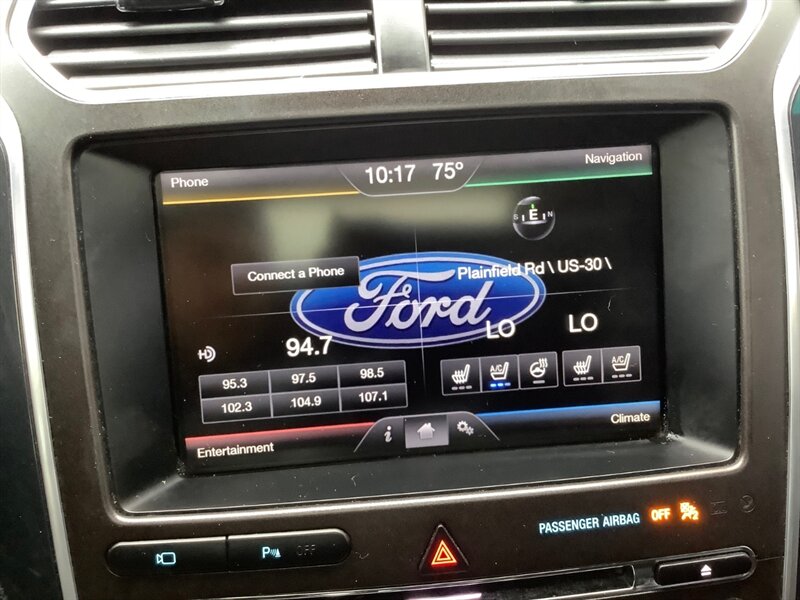 Phone
10:17 75°
Navigation
S E N
Connect a Phone
Plainfield Rd \ US-30 \
Ford
LO LO
94.7
95.3 97.5 98.5
102.3 104.9 107.1
A/C A/C
Entertainment
Climate
PASSENGER AIRBAG OFF
P OFF